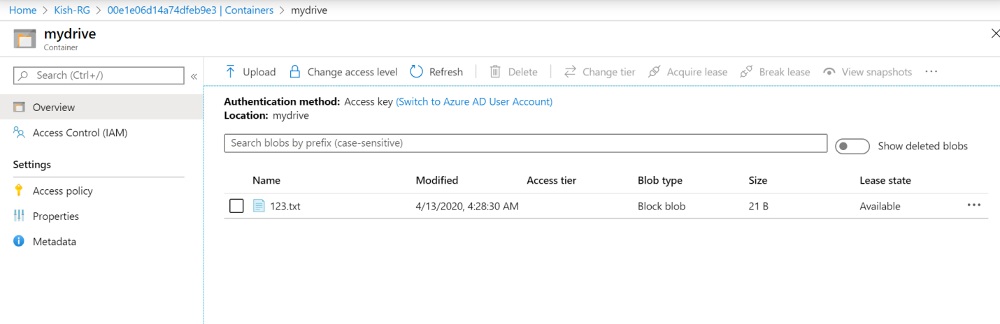 Home > Kish-RG > 00e1e06d14a74dfeb9e3 | Containers > mydrive
mydrive
Container
Search (Ctrl+/) «
Overview
Access Control (IAM)
Settings
Access policy
Properties
Metadata
Upload Change access level Refresh Delete Change tier Acquire lease Break lease View snapshots ...
Authentication method: Access key (Switch to Azure AD User Account)
Location: mydrive
Search blobs by prefix (case-sensitive) Show deleted blobs
Name Modified Access tier Blob type Size Lease state
123.txt 4/13/2020, 4:28:30 AM Block blob 21 B Available ...